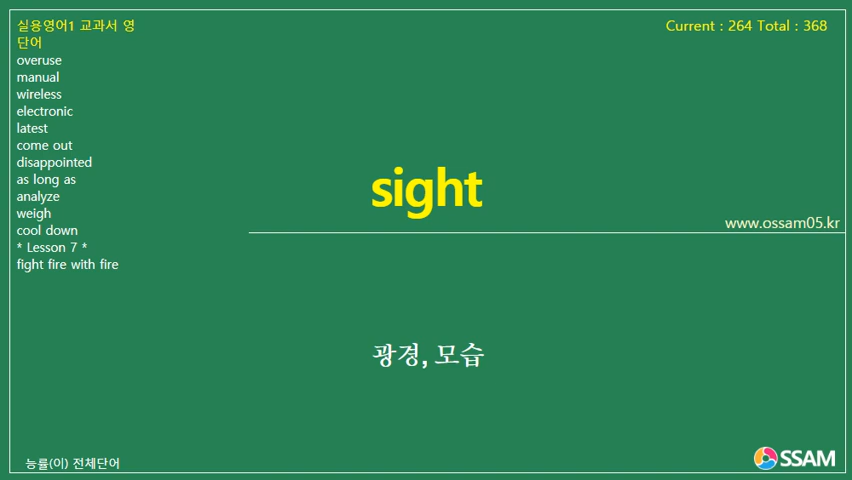 실용영어1 교과서 영
단어
Current : 264 Total : 368
overuse
manual
wireless
electronic
latest
come out
disappointed
as long as
analyze
weigh
cool down
* Lesson 7 *
fight fire with fire
sight
www.ossam05.kr
광경, 모습
능률(이) 전체단어
OSSAM